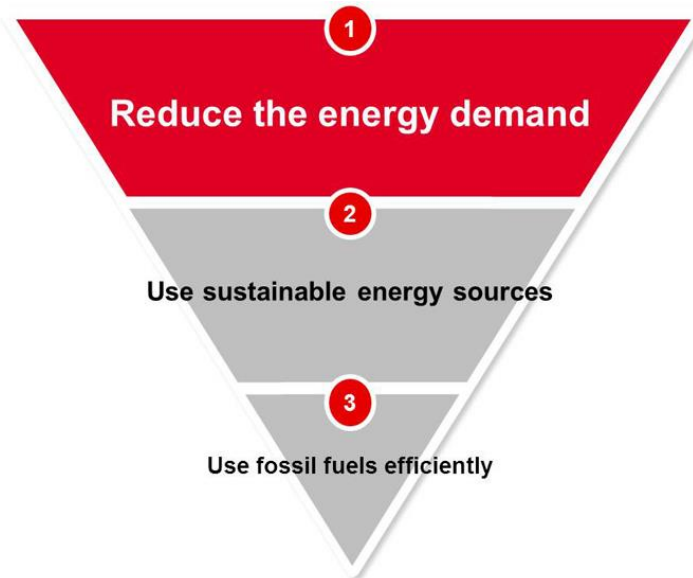 1
Reduce the energy demand
2
Use sustainable energy sources
3
Use fossil fuels efficiently